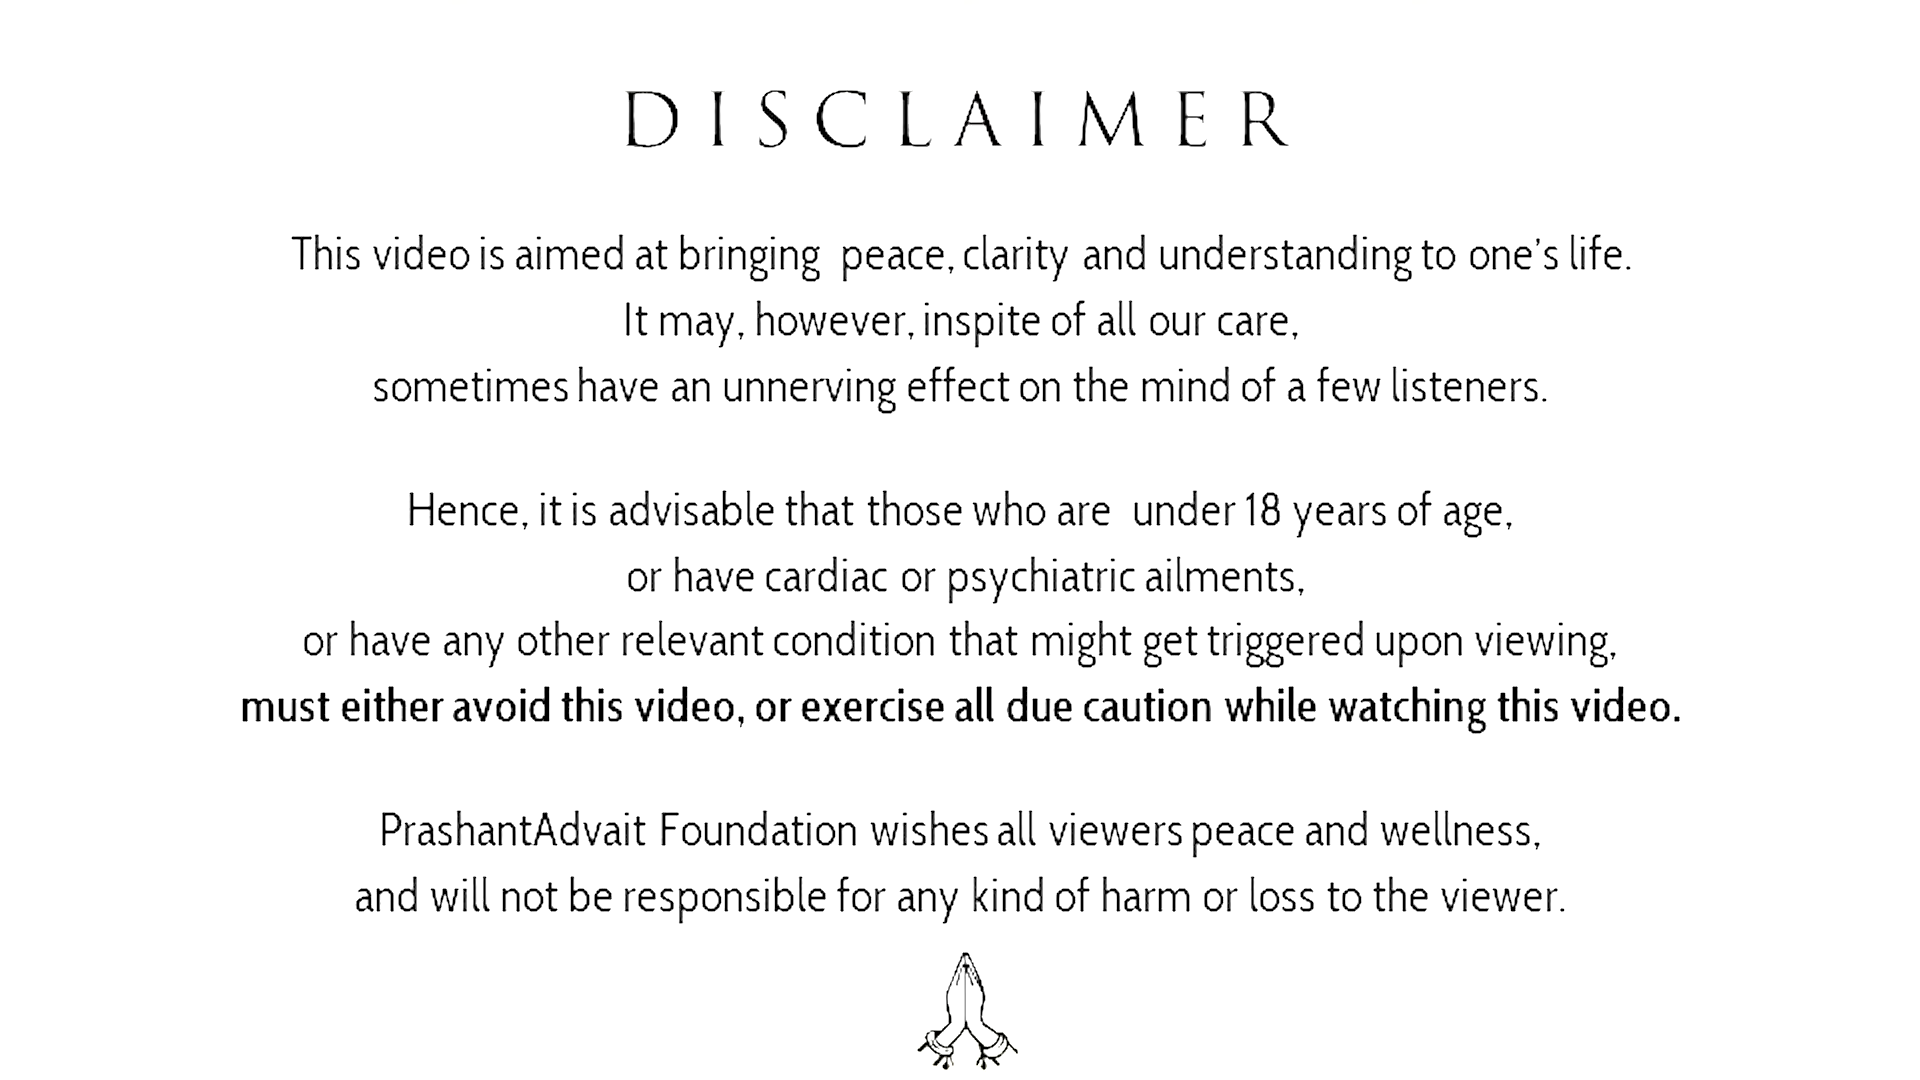 DISCLAIMER
This video is aimed at bringing peace, clarity and understanding to one's life.
It may, however, inspite of all our care,
sometimes have an unnerving effect on the mind of a few listeners.
Hence, it is advisable that those who are under 18 years of age,
or have cardiac or psychiatric ailments,
or have any other relevant condition that might get triggered upon viewing,
must either avoid this video, or exercise all due caution while watching this video.
PrashantAdvait Foundation wishes all viewers peace and wellness,
and will not be responsible for any kind of harm or loss to the viewer.